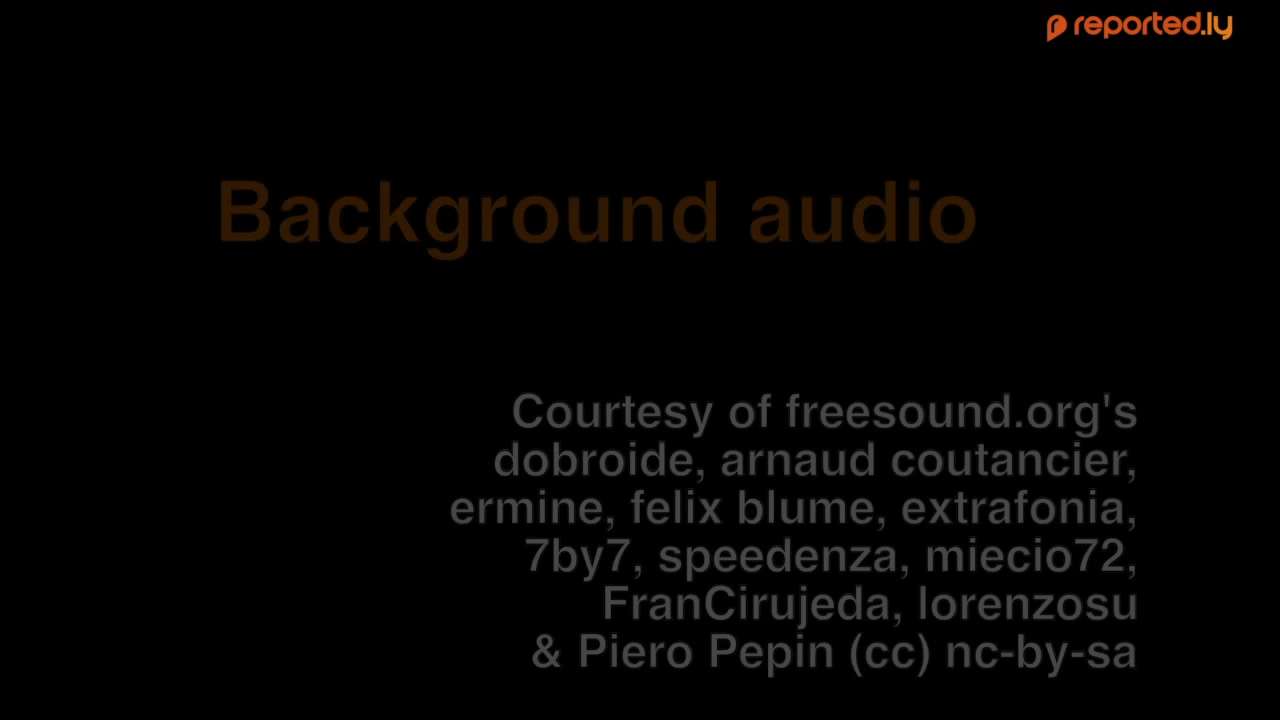 reported.ly
Background audio
Courtesy of freesound.org's
dobroide, arnaud coutancier,
ermine, felix blume, extrafonia,
7by7, speedenza, miecio72,
FranCirujeda, lorenzosu
& Piero Pepin (cc) nc-by-sa